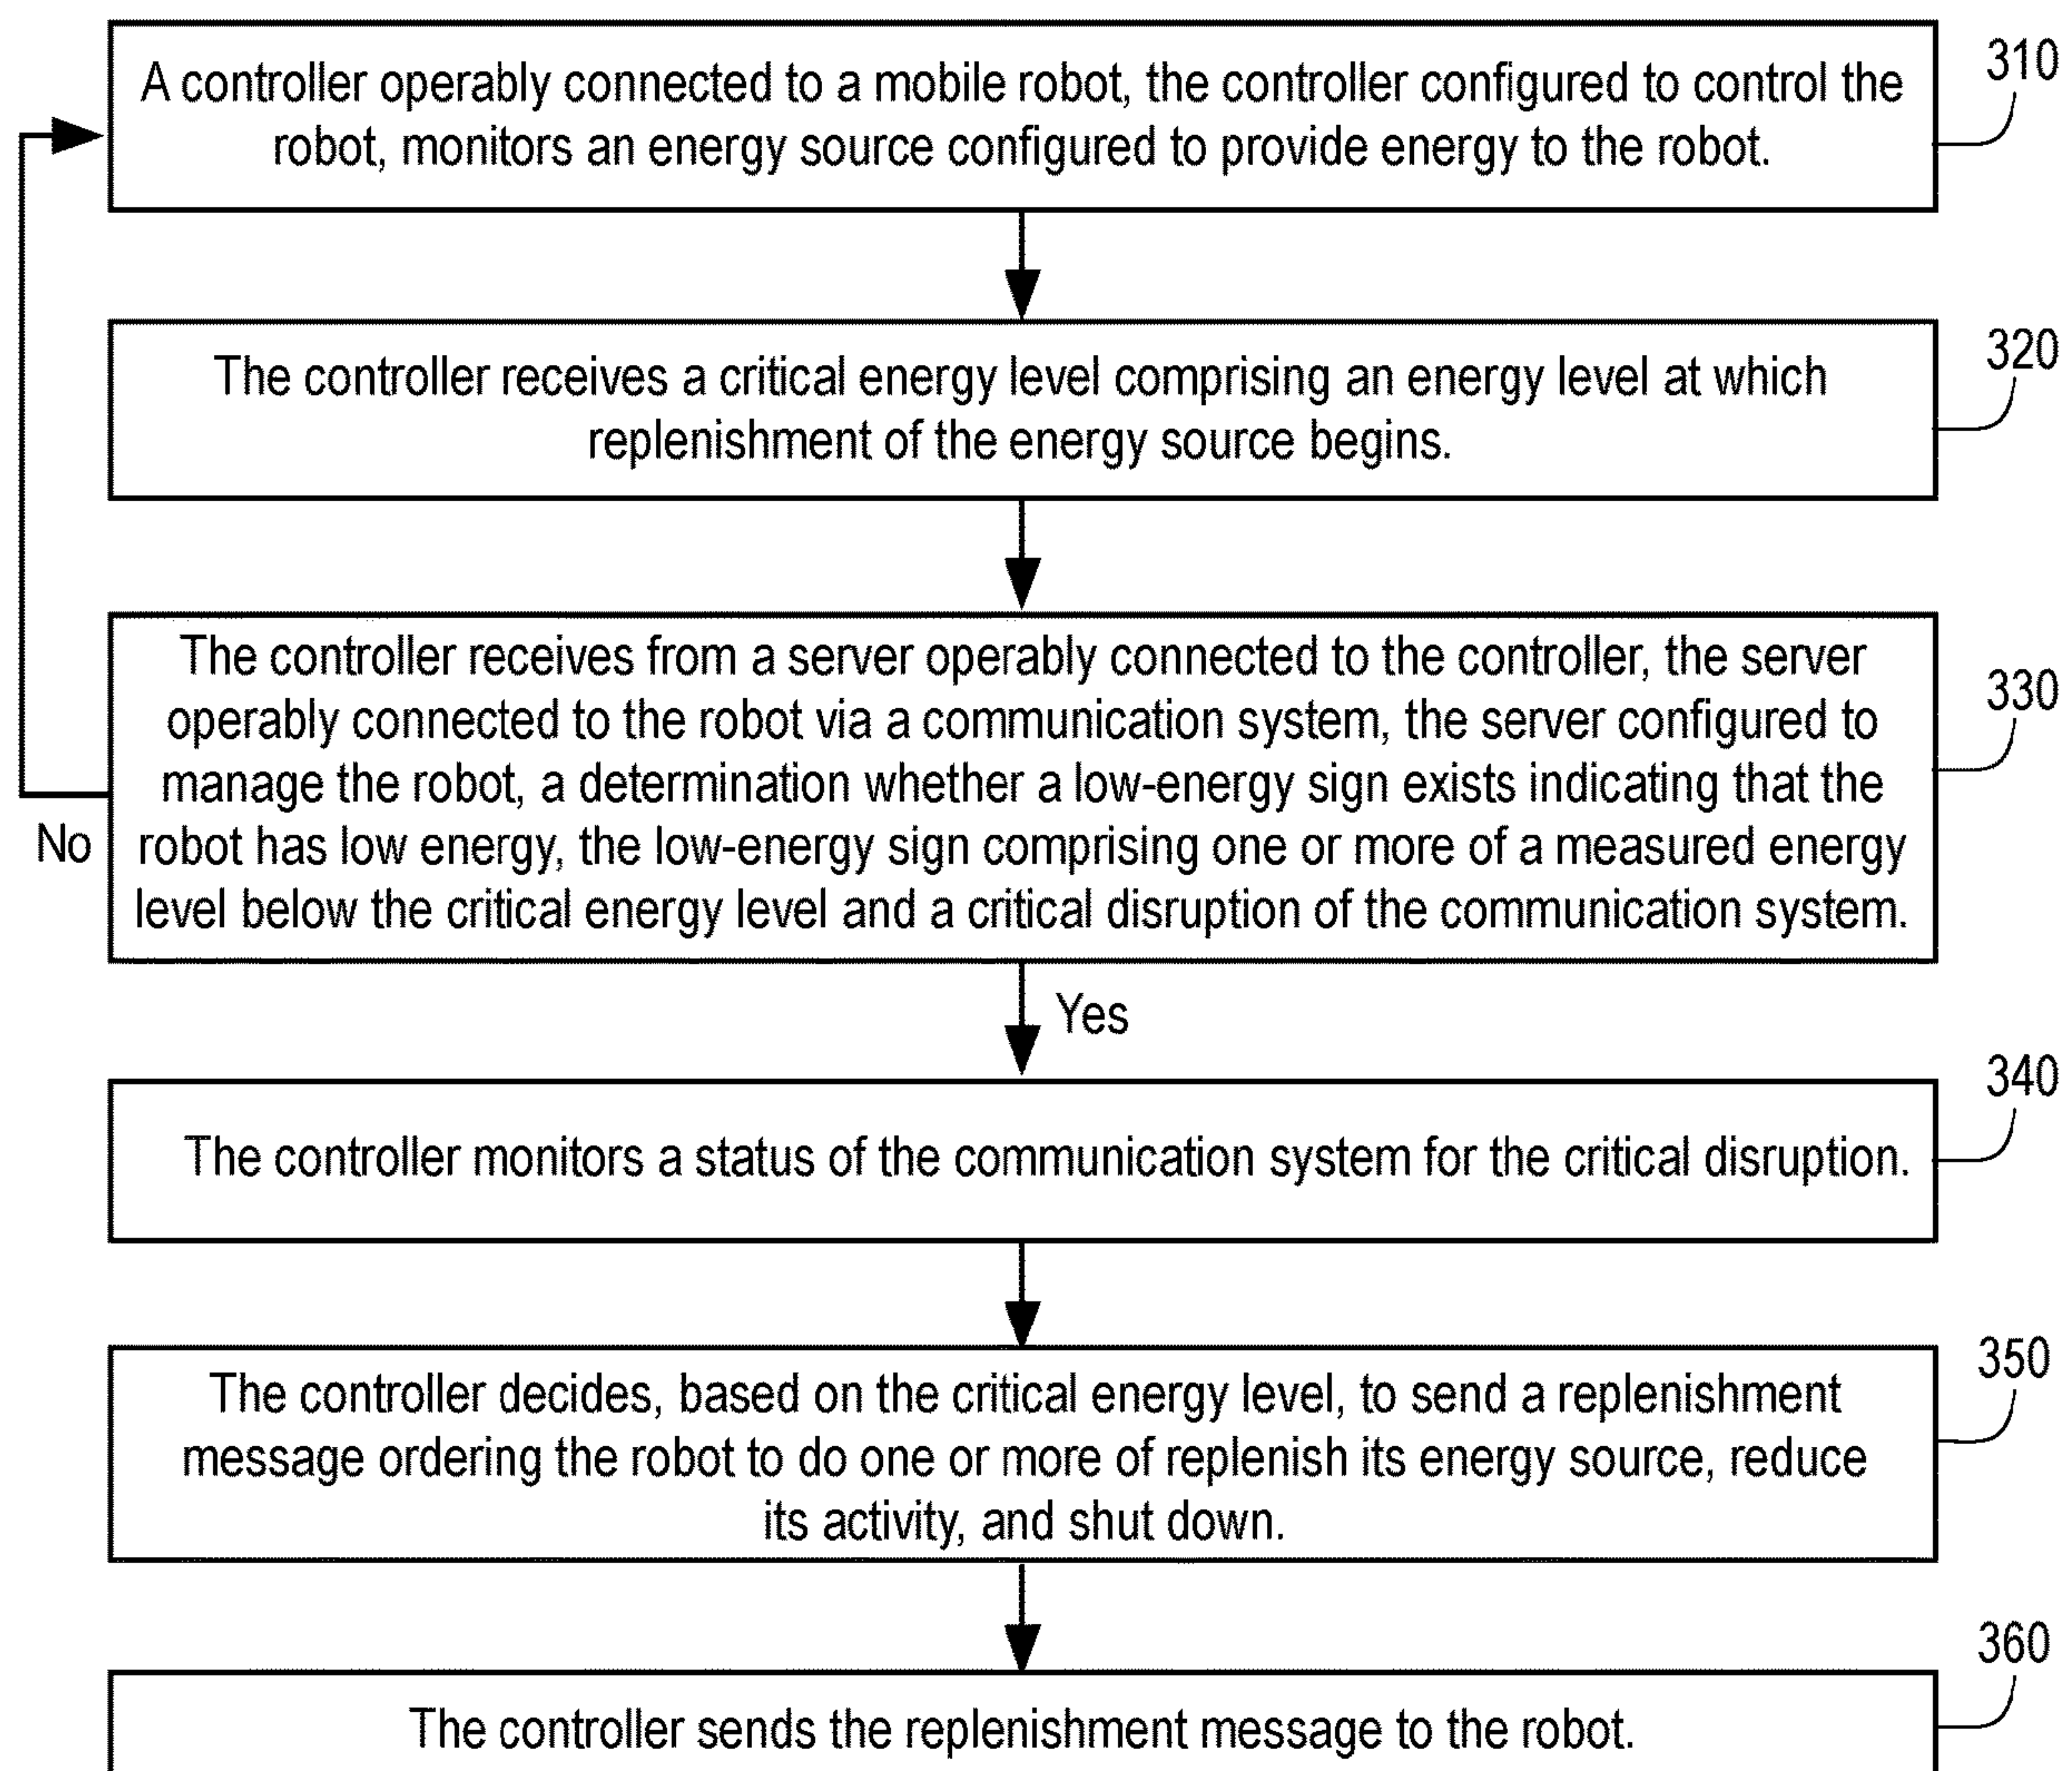 A controller operably connected to a mobile robot, the controller configured to control the
robot, monitors an energy source configured to provide energy to the robot.
310
The controller receives a critical energy level comprising an energy level at which
replenishment of the energy source begins.
320
The controller receives from a server operably connected to the controller, the server
operably connected to the robot via a communication system, the server configured to
manage the robot, a determination whether a low-energy sign exists indicating that the
robot has low energy, the low-energy sign comprising one or more of a measured energy
level below the critical energy level and a critical disruption of the communication system.
330
No
Yes
The controller monitors a status of the communication system for the critical disruption.
340
The controller decides, based on the critical energy level, to send a replenishment
message ordering the robot to do one or more of replenish its energy source, reduce
its activity, and shut down.
350
The controller sends the replenishment message to the robot.
360